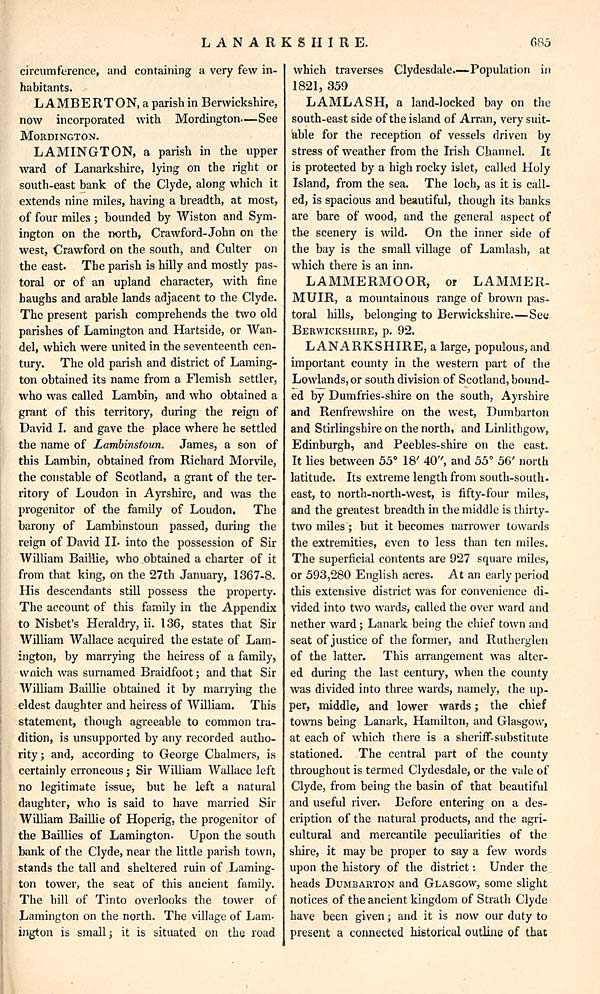 LANARKSHIRE.
685
circumference, and containing a very few in-
habitants.
LAMBERTON, a parish in Berwickshire,
now incorporated with Mordington.—See
MORDINGTON.
LAMINGTON, a parish in the upper
ward of Lanarkshire, lying on the right or
south-east bank of the Clyde, along which it
extends nine miles, having a breadth, at most,
of four miles; bounded by Wiston and Sym-
ington on the north, Crawford-John on the
west, Crawford on the south, and Culter on
the east. The parish is hilly and mostly pas-
toral or of an upland character, with fine
haughs and arable lands adjacent to the Clyde.
The present parish comprehends the two old
parishes of Lamington and Hartside, or Wan-
del, which were united in the seventeenth cen-
tury. The old parish and district of Laming-
ton obtained its name from a Flemish settler,
who was called Lambin, and who obtained a
grant of this territory, during the reign of
David I. and gave the place where he settled
the name of Lambinstoun. James, a son of
this Lambin, obtained from Richard Morvile,
the constable of Scotland, a grant of the ter-
ritory of Loudon in Ayrshire, and was the
progenitor of the family of Loudon. The
barony of Lambinstoun passed, during the
reign of David II. into the possession of Sir
William Baillie, who obtained a charter of it
from that king, on the 27th January, 1367-8.
His descendants still possess the property.
The account of this family in the Appendix
to Nisbet's Heraldry, ii. 136, states that Sir
William Wallace acquired the estate of Lam-
ington, by marrying the heiress of a family,
which was surnamed Braidfoot; and that Sir
William Baillie obtained it by marrying the
eldest daughter and heiress of William. This
statement, though agreeable to common tra-
dition, is unsupported by any recorded autho-
rity; and, according to George Chalmers, is
certainly erroneous; Sir William Wallace left
no legitimate issue, but he left a natural
daughter, who is said to have married Sir
William Baillie of Hoperig, the progenitor of
the Baillies of Lamington. Upon the south
bank of the Clyde, near the little parish town,
stands the tall and sheltered ruin of Laming-
ton tower, the seat of this ancient family.
The hill of Tinto overlooks the tower of
Lamington on the north. The village of Lam-
ington is small; it is situated on the road
which traverses Clydesdale.—Population in
1821, 359
LAMLASH, a land-locked bay on the
south-east side of the island of Arran, very suit-
able for the reception of vessels driven by
stress of weather from the Irish Channel. It
is protected by a high rocky islet, called Holy
Island, from the sea. The loch, as it is call-
ed, is spacious and beautiful, though its banks
are bare of wood, and the general aspect of
the scenery is wild. On the inner side of
the bay is the small village of Lamlash, at
which there is an inn.
LAMMERMOOR, or LAMMER-
MUIR, a mountainous range of brown pas-
toral hills, belonging to Berwickshire.—See
BERWICKSHIRE, p. 92.
LANARKSHIRE, a large, populous, and
important county in the western part of the
Lowlands, or south division of Scotland, bound-
ed by Dumfries-shire on the south, Ayrshire
and Renfrewshire on the west, Dumbarton
and Stirlingshire on the north, and Linlithgow,
Edinburgh, and Peebles-shire on the east.
It lies between 55° 18′ 40″, and 55° 56′ north
latitude. Its extreme length from south-south-
east, to north-north-west, is fifty-four miles,
and the greatest breadth in the middle is thirty-
two miles; but it becomes narrower towards
the extremities, even to less than ten miles.
The superficial contents are 927 square miles,
or 593,280 English acres. At an early period
this extensive district was for convenience di-
vided into two wards, called the over ward and
nether ward; Lanark being the chief town and
seat of justice of the former, and Rutherglen
of the latter. This arrangement was alter-
ed during the last century, when the county
was divided into three wards, namely, the up-
per, middle, and lower wards; the chief
towns being Lanark, Hamilton, and Glasgow,
at each of which there is a sheriff-substitute
stationed. The central part of the county
throughout is termed Clydesdale, or the vale of
Clyde, from being the basin of that beautiful
and useful river. Before entering on a des-
cription of the natural products, and the agri-
cultural and mercantile peculiarities of the
shire, it may be proper to say a few words
upon the history of the district: Under the
heads DUMBARTON and GLASGOW, some slight
notices of the ancient kingdom of Strath Clyde
have been given; and it is now our duty to
present a connected historical outline of that